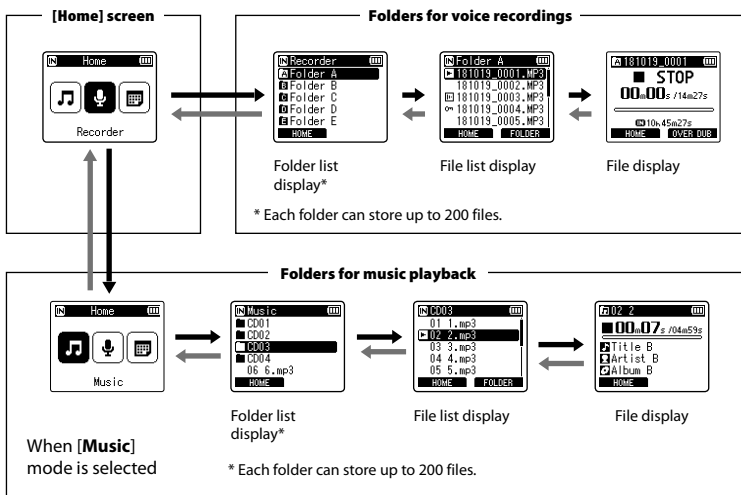 [Home] screen
Home
Recorder
Folders for voice recordings
Recorder
Folder A
Folder B
Folder C
Folder D
Folder E
HOME
Folder list
display*
Folder A
181019_0001.MP3
181019_0002.MP3
181019_0003.MP3
181019_0004.MP3
181019_0005.MP3
HOME FOLDER
File list display
181019_0001
STOP
00m00s /14m27s
IN 10h45m27s
HOME OVER DUB
File display
* Each folder can store up to 200 files.
Folders for music playback
Home
Music
When [Music]
mode is selected
Music
CD01
CD02
CD03
CD04
06 6.mp3
HOME
Folder list
display*
CD03
01 1.mp3
02 2.mp3
03 3.mp3
04 4.mp3
05 5.mp3
HOME FOLDER
File list display
02 2
00m07s /04m59s
Title B
Artist B
Album B
HOME
File display
* Each folder can store up to 200 files.